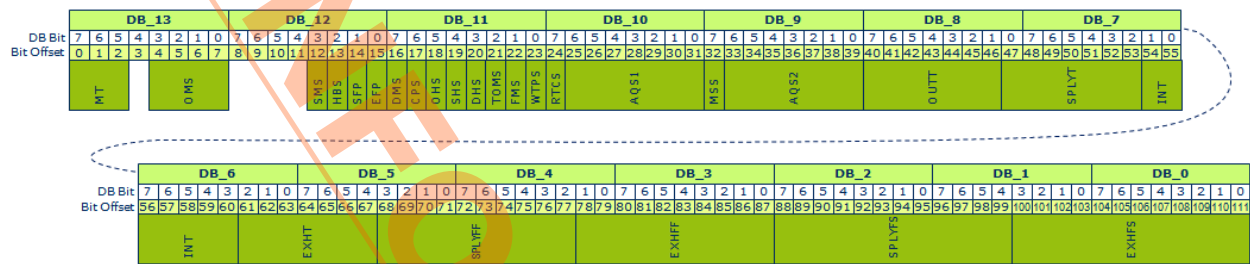 DB_13 DB_12 DB_11 DB_10 DB_9 DB_8 DB_7
DB Bit 7 6 5 4 3 2 1 0 7 6 5 4 3 2 1 0 7 6 5 4 3 2 1 0 7 6 5 4 3 2 1 0 7 6 5 4 3 2 1 0 7 6 5 4 3 2 1 0 7 6 5 4 3 2 1 0
Bit Offset 0 1 2 3 4 5 6 7 8 9 10 11 12 13 14 15 16 17 18 19 20 21 22 23 24 25 26 27 28 29 30 31 32 33 34 35 36 37 38 39 40 41 42 43 44 45 46 47 48 49 50 51 52 53 54 55
MT OMS SMS HBS SFP EFP DMS CPS OHS SHS DHS TOMS FMS WTPS RTCS AQS1 MSS AQS2 OUTT SPLYT INT
DB_6 DB_5 DB_4 DB_3 DB_2 DB_1 DB_0
DB Bit 7 6 5 4 3 2 1 0 7 6 5 4 3 2 1 0 7 6 5 4 3 2 1 0 7 6 5 4 3 2 1 0 7 6 5 4 3 2 1 0 7 6 5 4 3 2 1 0 7 6 5 4 3 2 1 0
Bit Offset 56 57 58 59 60 61 62 63 64 65 66 67 68 69 70 71 72 73 74 75 76 77 78 79 80 81 82 83 84 85 86 87 88 89 90 91 92 93 94 95 96 97 98 99 100 101 102 103 104 105 106 107 108 109 110 111
INT EXHT SPLYFF EXHFF SPLYFS EXHFS